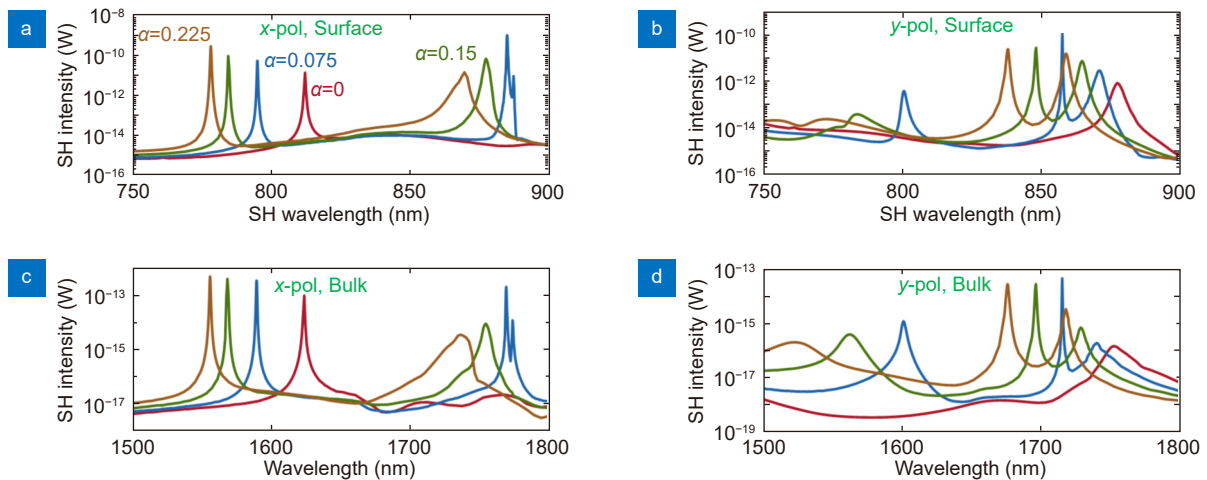 a
x-pol, Surface
α=0.225
α=0.075
α=0.15
α=0
SH intensity (W)
10⁻⁸
10⁻¹⁰
10⁻¹²
10⁻¹⁴
10⁻¹⁶
750 800 850 900
SH wavelength (nm)
b
y-pol, Surface
SH intensity (W)
10⁻¹⁰
10⁻¹²
10⁻¹⁴
10⁻¹⁶
750 800 850 900
SH wavelength (nm)
c
x-pol, Bulk
SH intensity (W)
10⁻¹³
10⁻¹⁵
10⁻¹⁷
1500 1600 1700 1800
Wavelength (nm)
d
y-pol, Bulk
SH intensity (W)
10⁻¹³
10⁻¹⁵
10⁻¹⁷
10⁻¹⁹
1500 1600 1700 1800
Wavelength (nm)